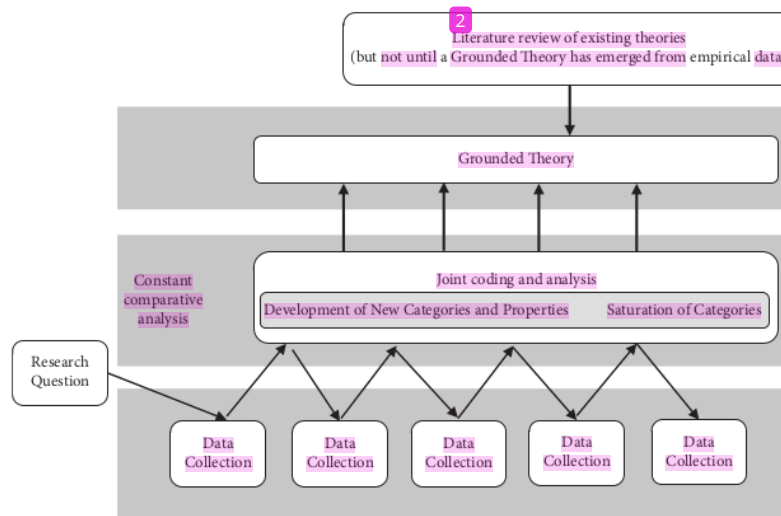 2
Literature review of existing theories
(but not until a Grounded Theory has emerged from empirical data
Grounded Theory
Constant
comparative
analysis
Joint coding and analysis
Development of New Categories and Properties
Saturation of Categories
Research
Question
Data
Collection
Data
Collection
Data
Collection
Data
Collection
Data
Collection